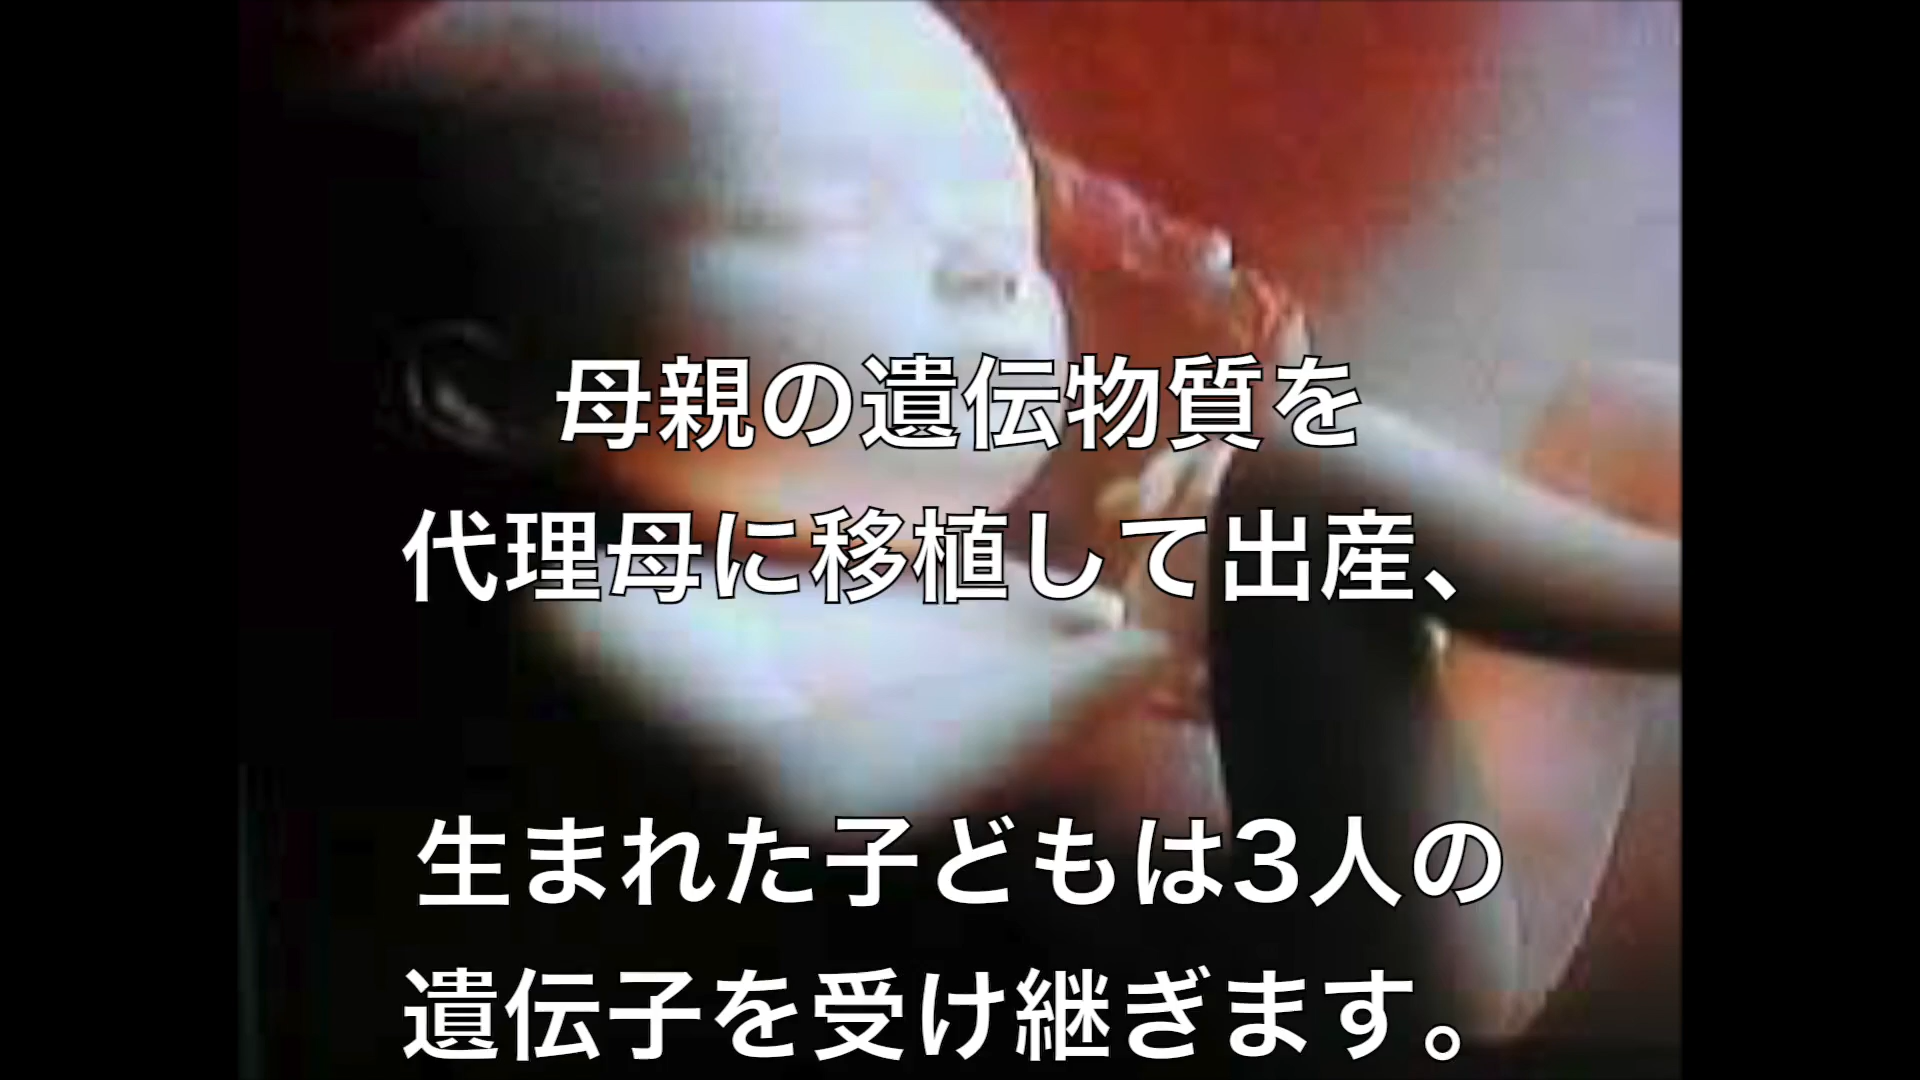 母親の遺伝物質を
代理母に移植して出産、
生まれた子どもは3人の
遺伝子を受け継ぎます。